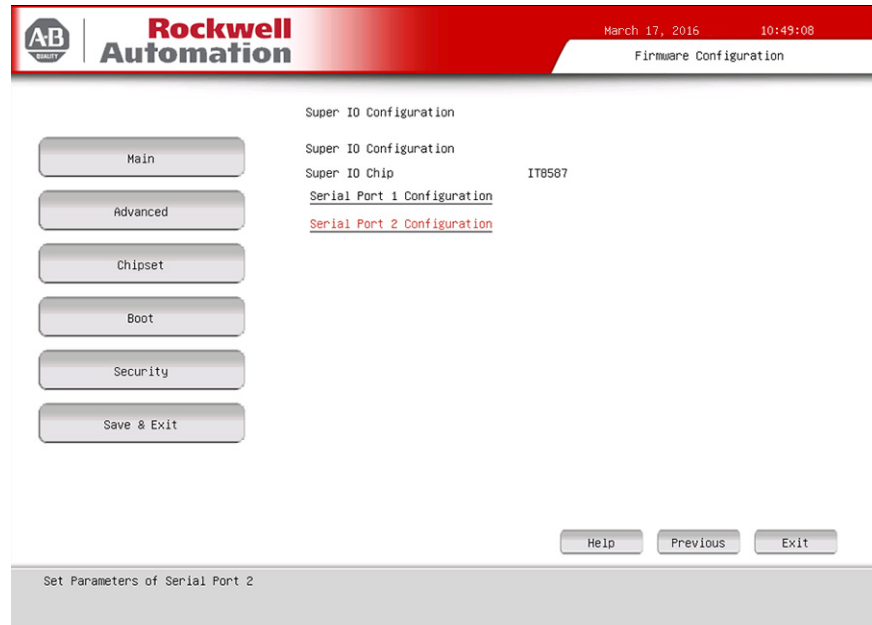 A-B
QUALITY
Rockwell
Automation
March 17, 2016 10:49:08
Firmware Configuration
Super IO Configuration
Super IO Configuration
Super IO Chip IT8587
Serial Port 1 Configuration
Serial Port 2 Configuration
Main
Advanced
Chipset
Boot
Security
Save & Exit
Help Previous Exit
Set Parameters of Serial Port 2